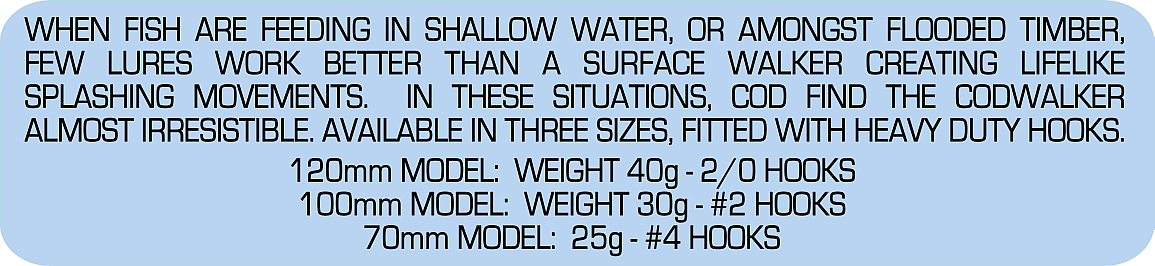 WHEN FISH ARE FEEDING IN SHALLOW WATER, OR AMONGST FLOODED TIMBER,
FEW LURES WORK BETTER THAN A SURFACE WALKER CREATING LIFELIKE
SPLASHING MOVEMENTS. IN THESE SITUATIONS, COD FIND THE CODWALKER
ALMOST IRRESISTIBLE. AVAILABLE IN THREE SIZES, FITTED WITH HEAVY DUTY HOOKS.
120mm MODEL: WEIGHT 40g - 2/0 HOOKS
100mm MODEL: WEIGHT 30g - #2 HOOKS
70mm MODEL: 25g - #4 HOOKS